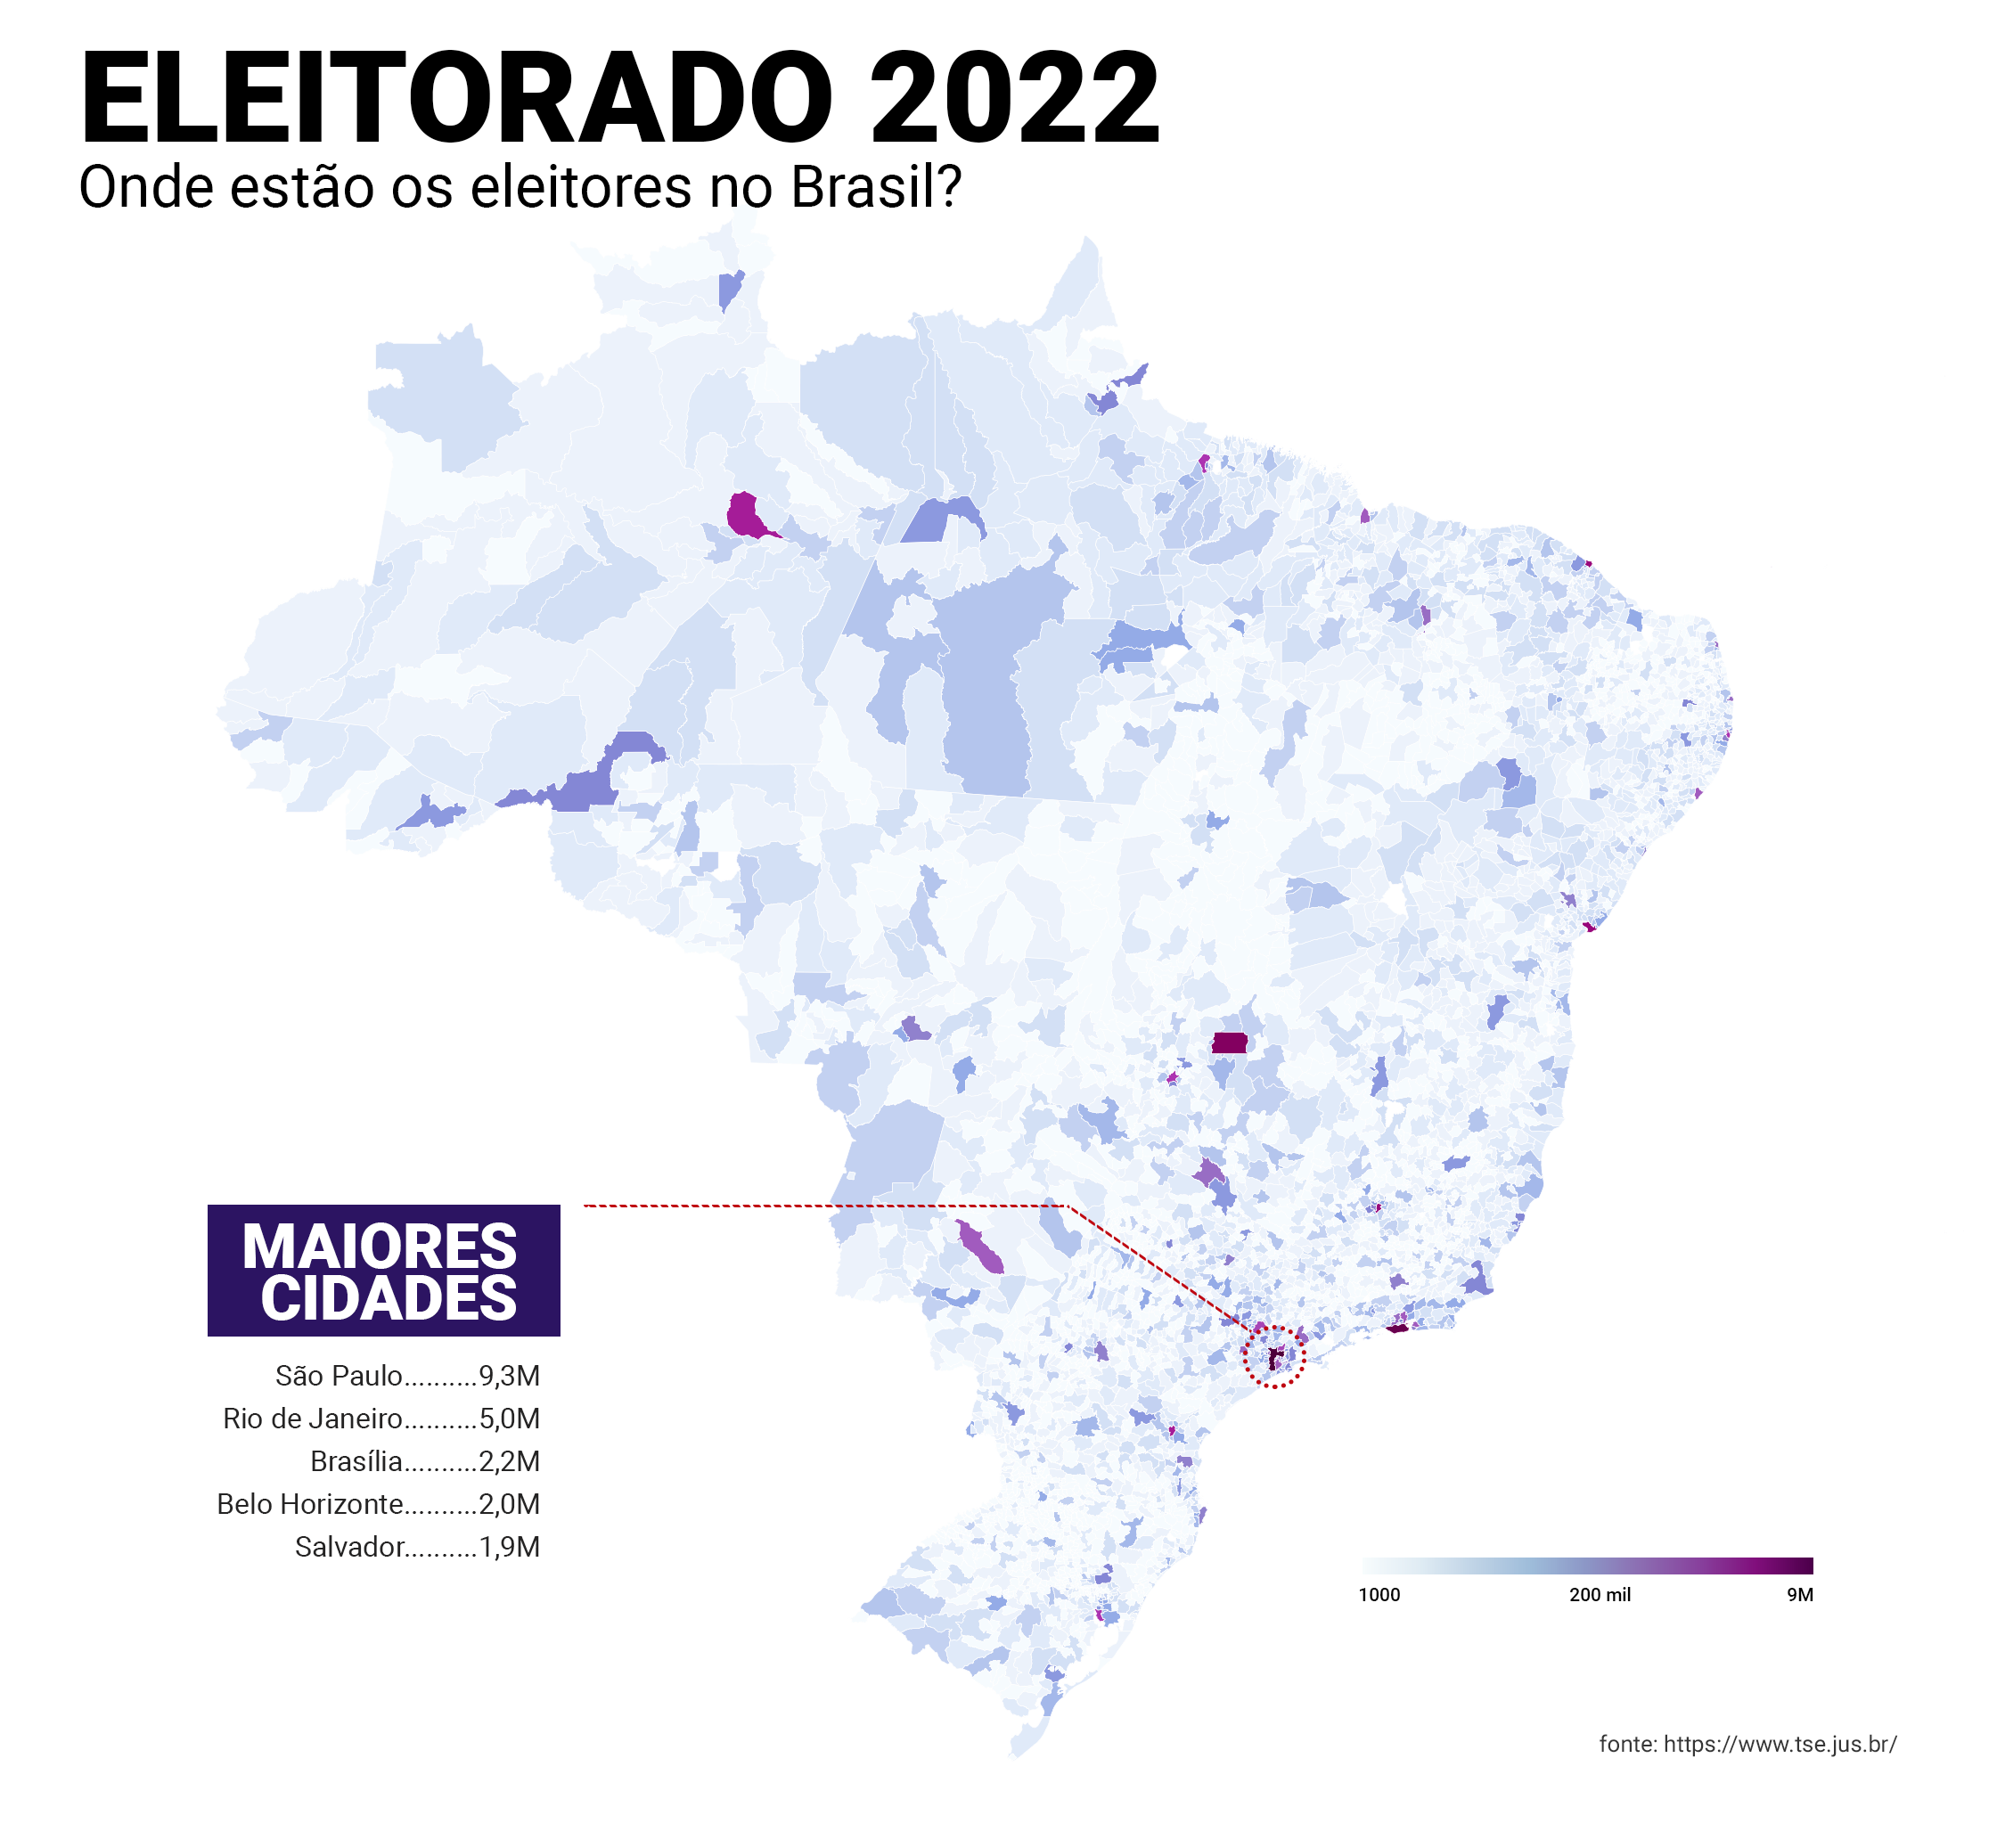 ELEITORADO 2022
Onde estão os eleitores no Brasil?
MAIORES
CIDADES
São Paulo..........9,3M
Rio de Janeiro..........5,0M
Brasília..........2,2M
Belo Horizonte..........2,0M
Salvador..........1,9M
1000 200 mil 9M
fonte: https://www.tse.jus.br/